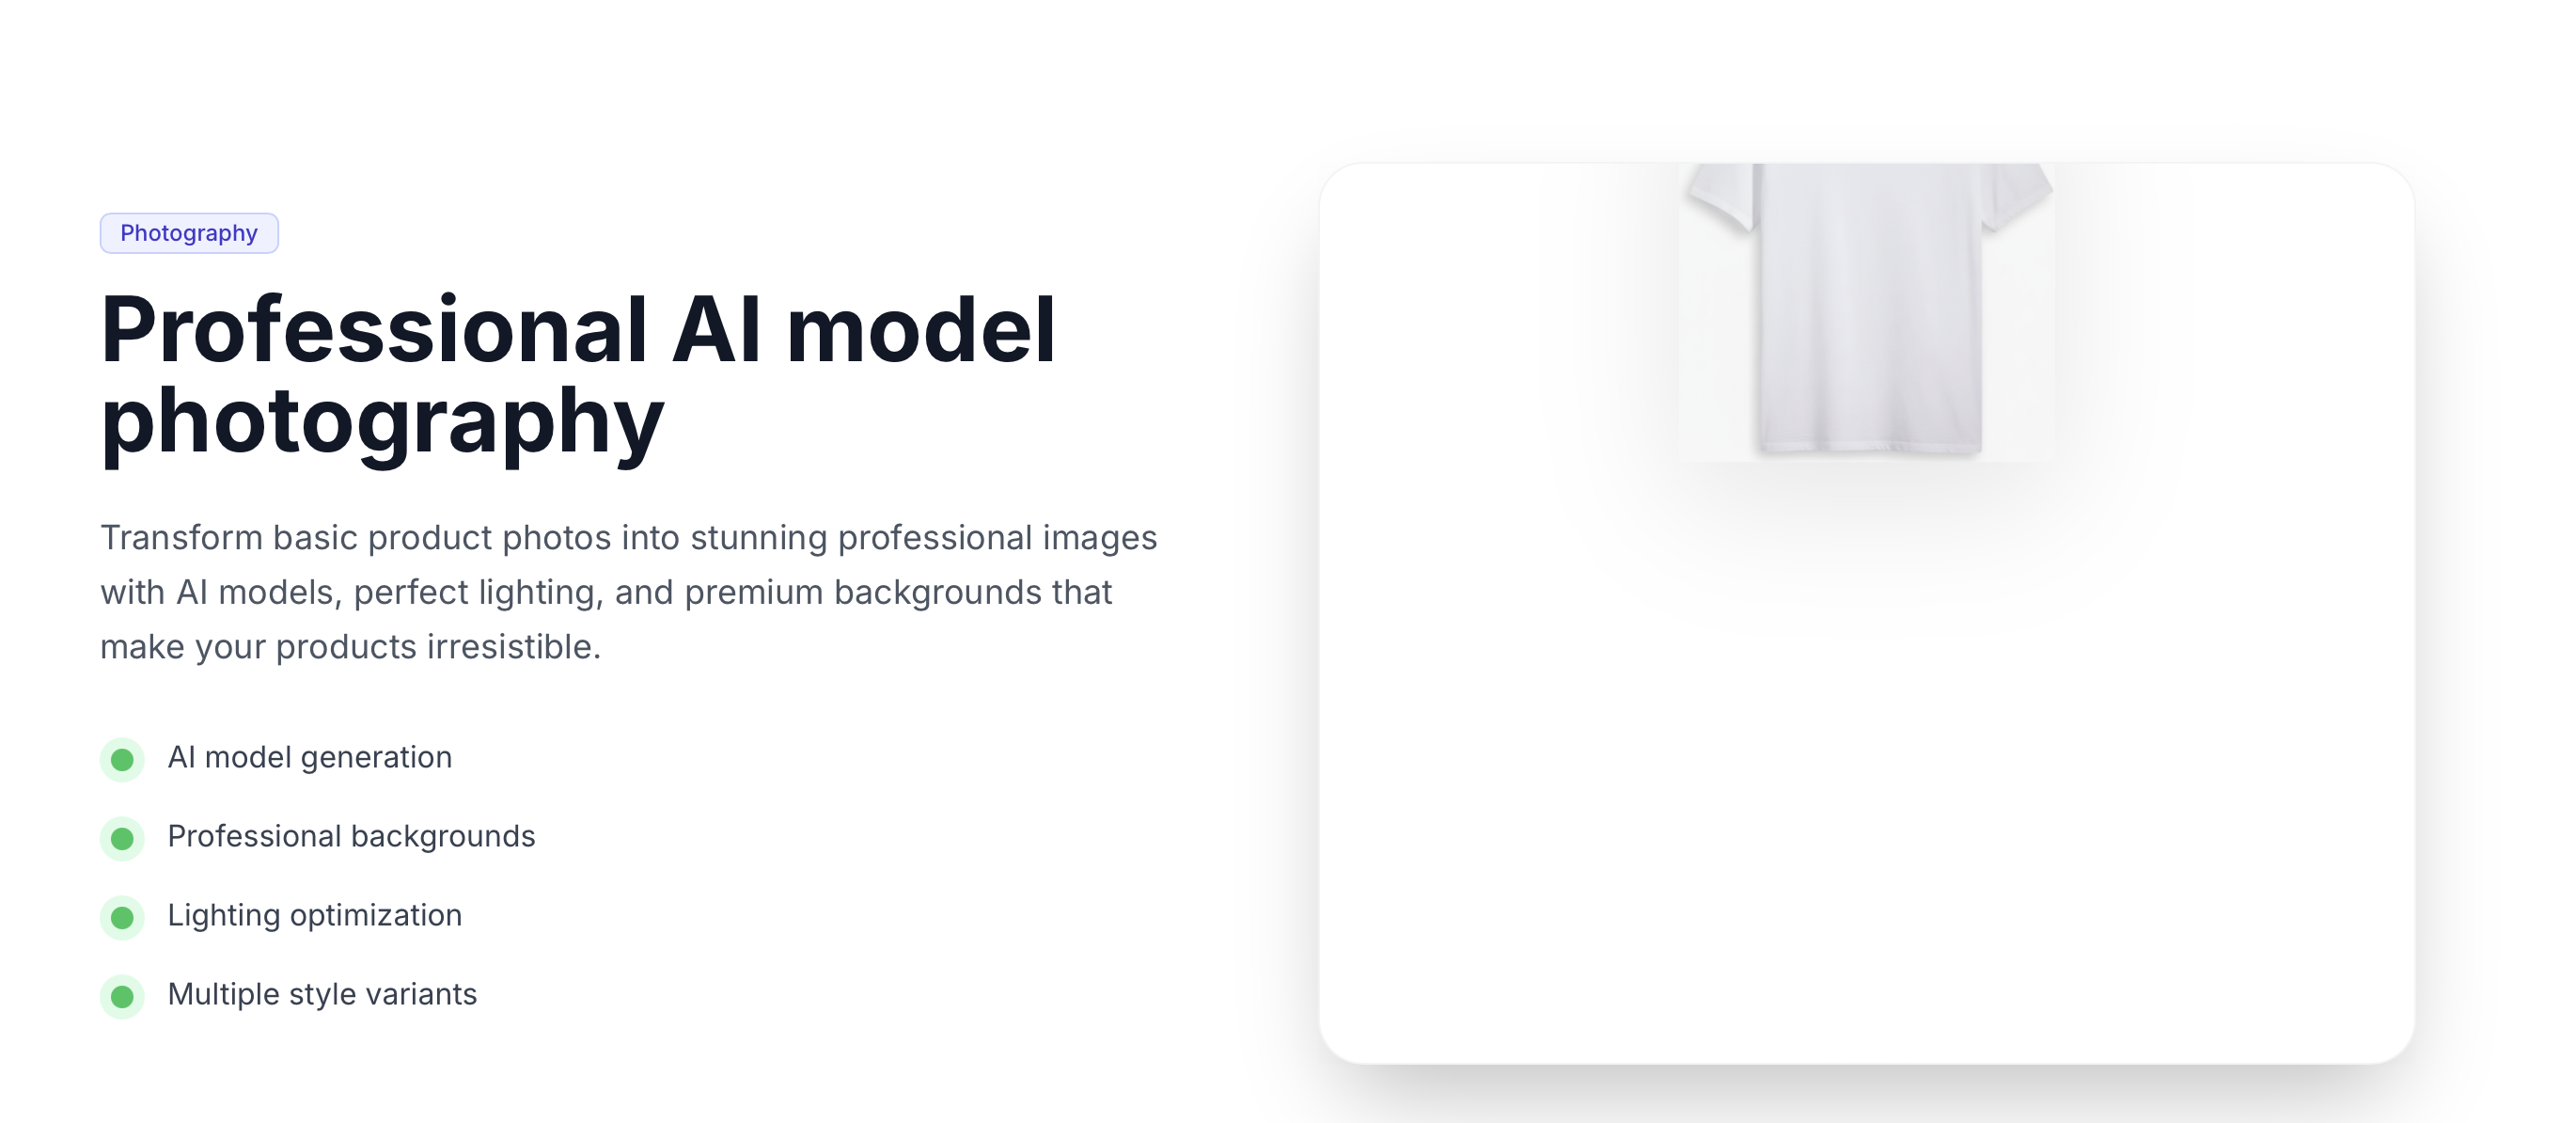 Photography
Professional AI model
photography
Transform basic product photos into stunning professional images
with AI models, perfect lighting, and premium backgrounds that
make your products irresistible.
AI model generation
Professional backgrounds
Lighting optimization
Multiple style variants